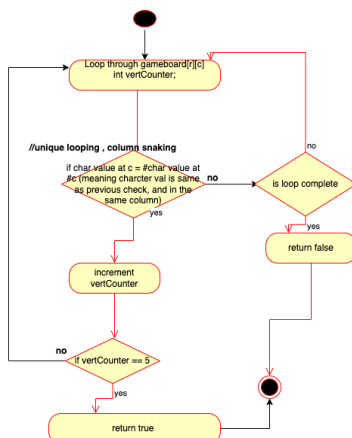 Loop through gameboard[r][c]
int vertCounter;
//unique looping , column snaking
if char value at c = #char value at
#c (meaning charcter val is same
as previous check, and in the
same column)
no
yes
no
is loop complete
yes
return false
increment
vertCounter
no
if vertCounter == 5
yes
return true